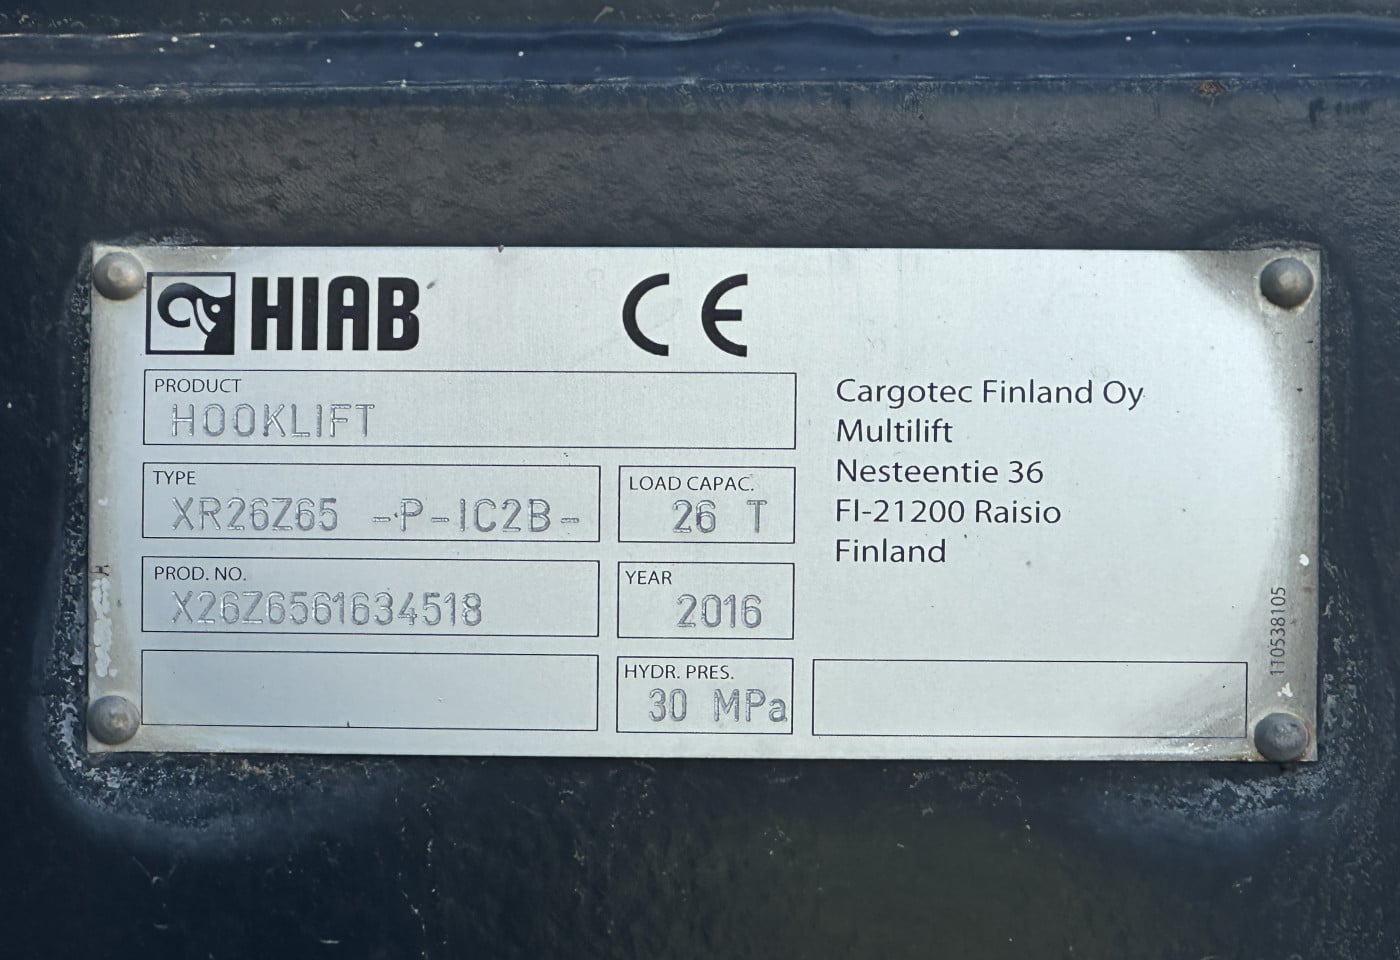 HIAB
CE
PRODUCT
HOOKLIFT
TYPE
XR26Z65 -P-IC2B-
LOAD CAPAC.
26 T
PROD. NO.
X26Z6561634518
YEAR
2016
HYDR. PRES.
30 MPa
Cargotec Finland Oy
Multilift
Nesteentie 36
FI-21200 Raisio
Finland
110538105